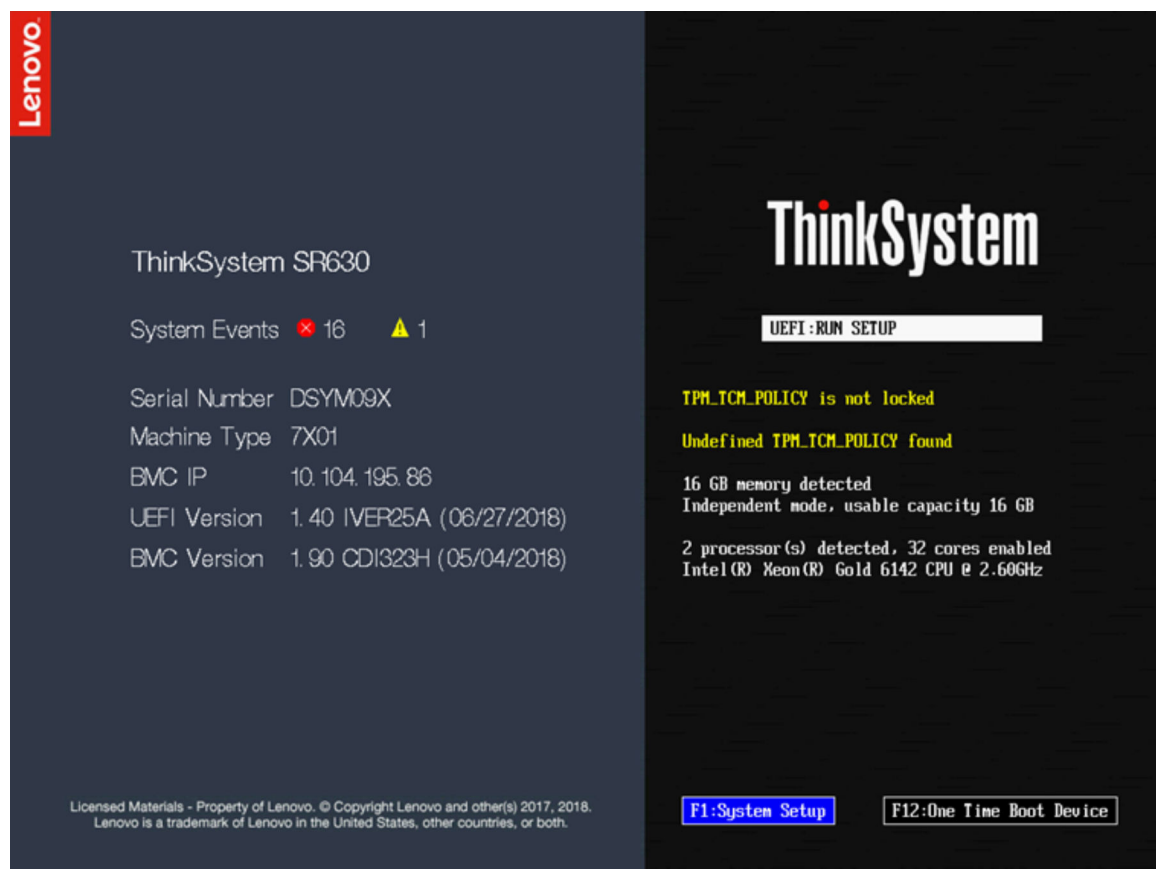 Lenovo
ThinkSystem SR630
System Events 16 1
Serial Number DSYM09X
Machine Type 7X01
BMC IP 10. 104. 195. 86
UEFI Version 1. 40 IVER25A (06/27/2018)
BMC Version 1. 90 CDI323H (05/04/2018)
Licensed Materials - Property of Lenovo. © Copyright Lenovo and other(s) 2017, 2018.
Lenovo is a trademark of Lenovo in the United States, other countries, or both.
ThinkSystem
UEFI:RUN SETUP
TPM_TCM_POLICY is not locked
Undefined TPM_TCM_POLICY found
16 GB memory detected
Independent mode, usable capacity 16 GB
2 processor(s) detected, 32 cores enabled
Intel(R) Xeon(R) Gold 6142 CPU @ 2.60GHz
F1:System Setup
F12:One Time Boot Device